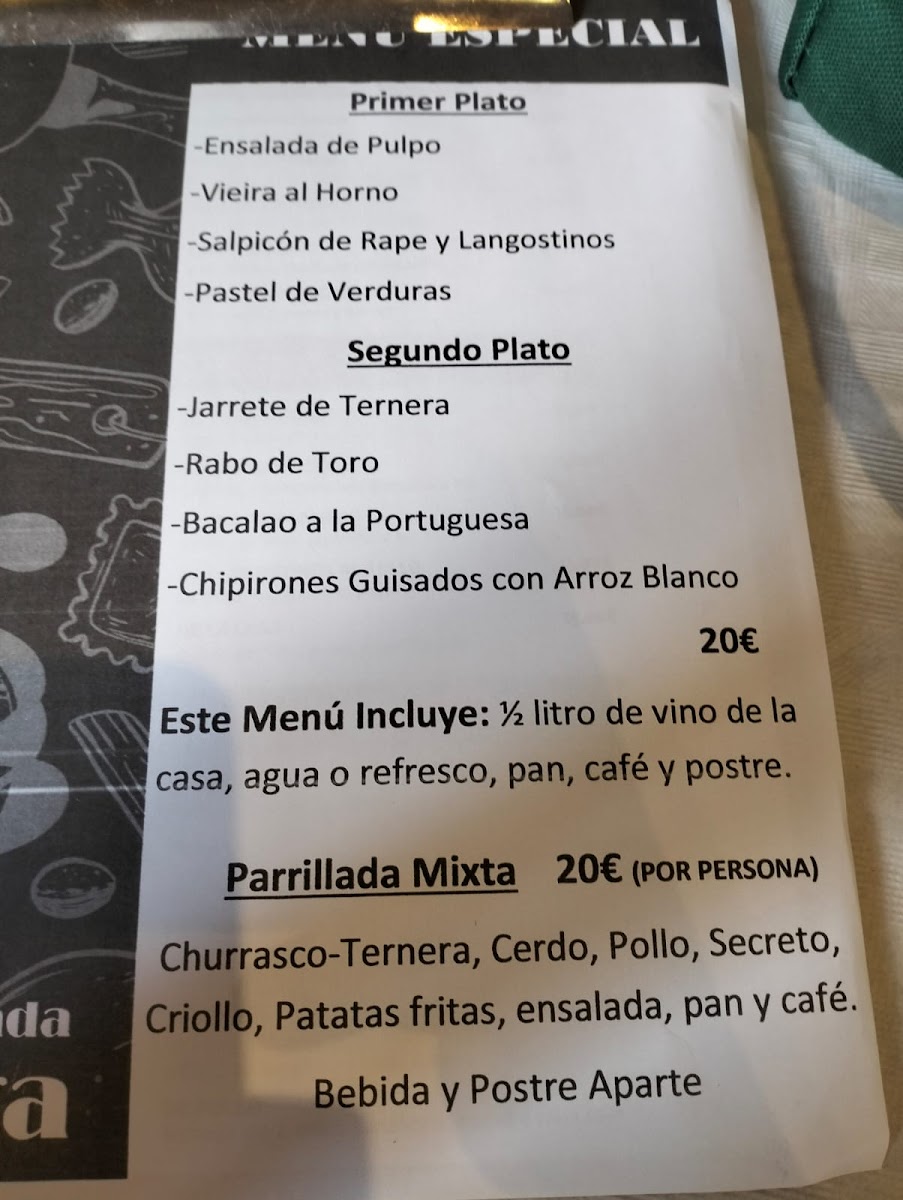 MENÚ ESPECIAL
Primer Plato
-Ensalada de Pulpo
-Vieira al Horno
-Salpicón de Rape y Langostinos
-Pastel de Verduras
Segundo Plato
-Jarrete de Ternera
-Rabo de Toro
-Bacalao a la Portuguesa
-Chipirones Guisados con Arroz Blanco
20€
Este Menú Incluye: ½ litro de vino de la
casa, agua o refresco, pan, café y postre.
Parrillada Mixta 20€ (POR PERSONA)
Churrasco-Ternera, Cerdo, Pollo, Secreto,
Criollo, Patatas fritas, ensalada, pan y café.
Bebida y Postre Aparte